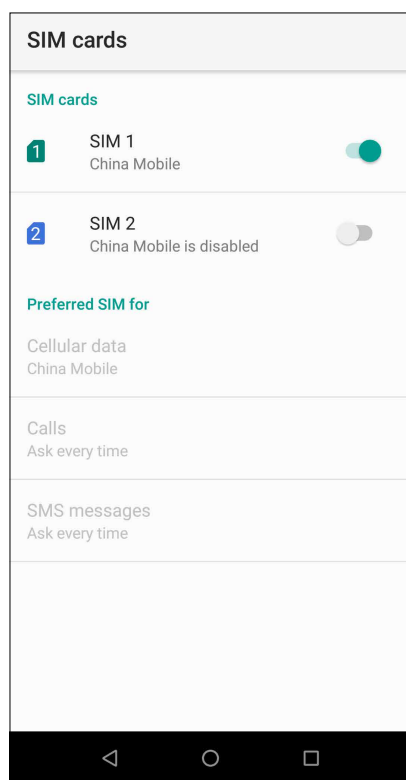 SIM cards
SIM cards
1
SIM 1
China Mobile
2
SIM 2
China Mobile is disabled
Preferred SIM for
Cellular data
China Mobile
Calls
Ask every time
SMS messages
Ask every time